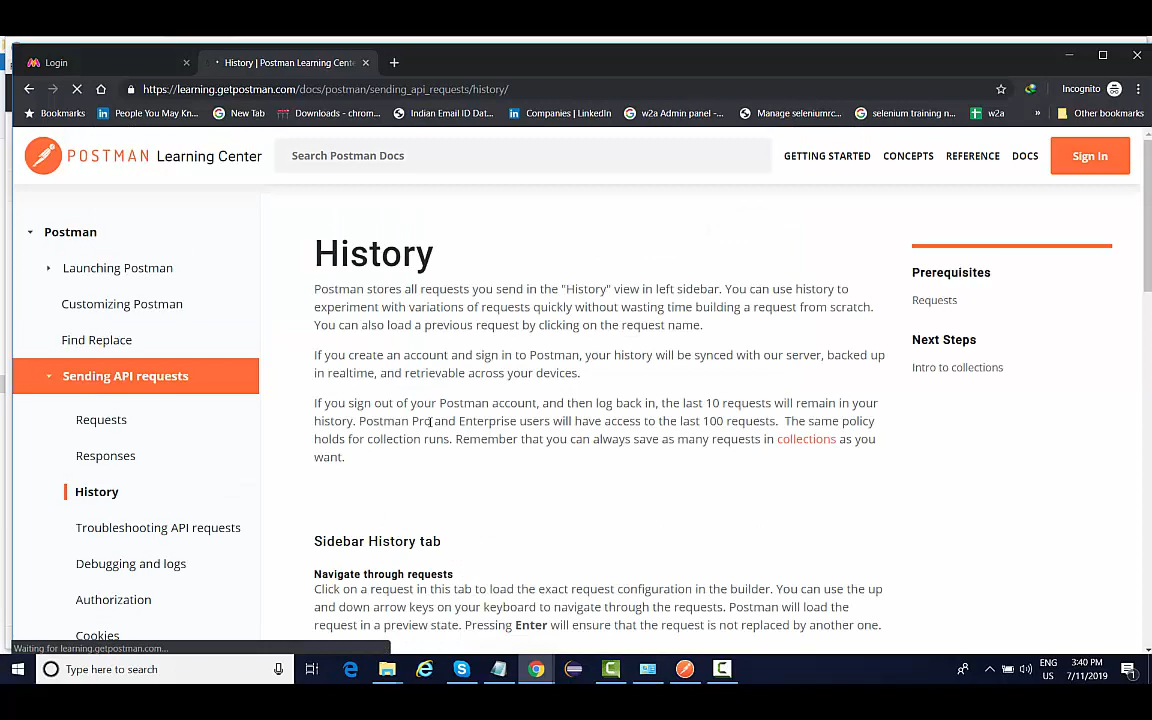 Login
History | Postman Learning Cent
https://learning.getpostman.com/docs/postman/sending_api_requests/history/
Incognito
Bookmarks
People You May Kn...
New Tab
Downloads - chrom...
Indian Email ID Dat...
Companies | LinkedIn
w2a Admin panel -...
Manage seleniumrc...
selenium training n...
w2a
»
Other bookmarks
POSTMAN Learning Center
Search Postman Docs
GETTING STARTED
CONCEPTS
REFERENCE
DOCS
Sign In
Postman
Launching Postman
Customizing Postman
Find Replace
Sending API requests
Requests
Responses
History
Troubleshooting API requests
Debugging and logs
Authorization
Cookies
History
Postman stores all requests you send in the "History" view in left sidebar. You can use history to
experiment with variations of requests quickly without wasting time building a request from scratch.
You can also load a previous request by clicking on the request name.
If you create an account and sign in to Postman, your history will be synced with our server, backed up
in realtime, and retrievable across your devices.
If you sign out of your Postman account, and then log back in, the last 10 requests will remain in your
history. Postman Pro and Enterprise users will have access to the last 100 requests. The same policy
holds for collection runs. Remember that you can always save as many requests in collections as you
want.
Sidebar History tab
Navigate through requests
Click on a request in this tab to load the exact request configuration in the builder. You can use the up
and down arrow keys on your keyboard to navigate through the requests. Postman will load the
request in a preview state. Pressing Enter will ensure that the request is not replaced by another one.
Prerequisites
Requests
Next Steps
Intro to collections
Waiting for learning.getpostman.com...
Type here to search
ENG
US
3:40 PM
7/11/2019